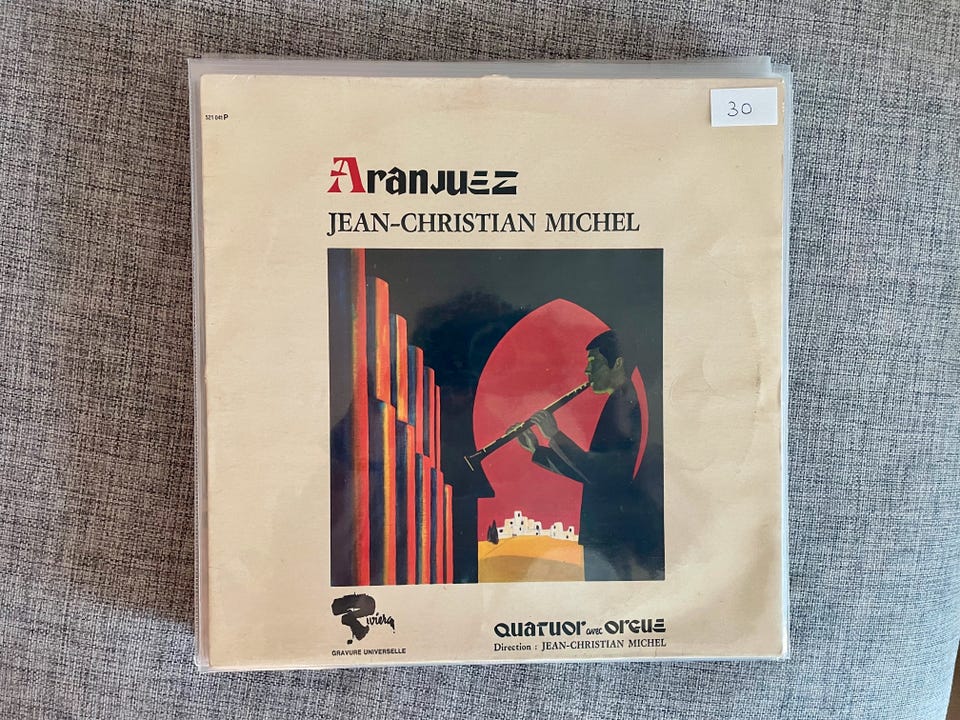 521 041 P
30
Aranjuez
JEAN-CHRISTIAN MICHEL
Riviera
GRAVURE UNIVERSELLE
QUATUOR avec ORGUE
Direction : JEAN-CHRISTIAN MICHEL